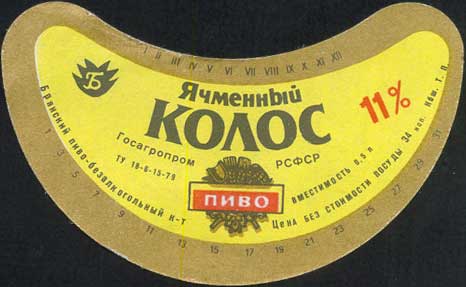 I II III IV V VI VII VIII IX X XI XII
Б
Ячменный
КОЛОС
11%
Госагропром РСФСР
ТУ 18-6-15-79
ПИВО
Брянский пиво-безалкогольный к-т
Вместимость 0,5 л
Цена без стоимости посуды 34 коп.
1 3 5 7 9 11 13 15 17 19 21 23 25 27 29 31